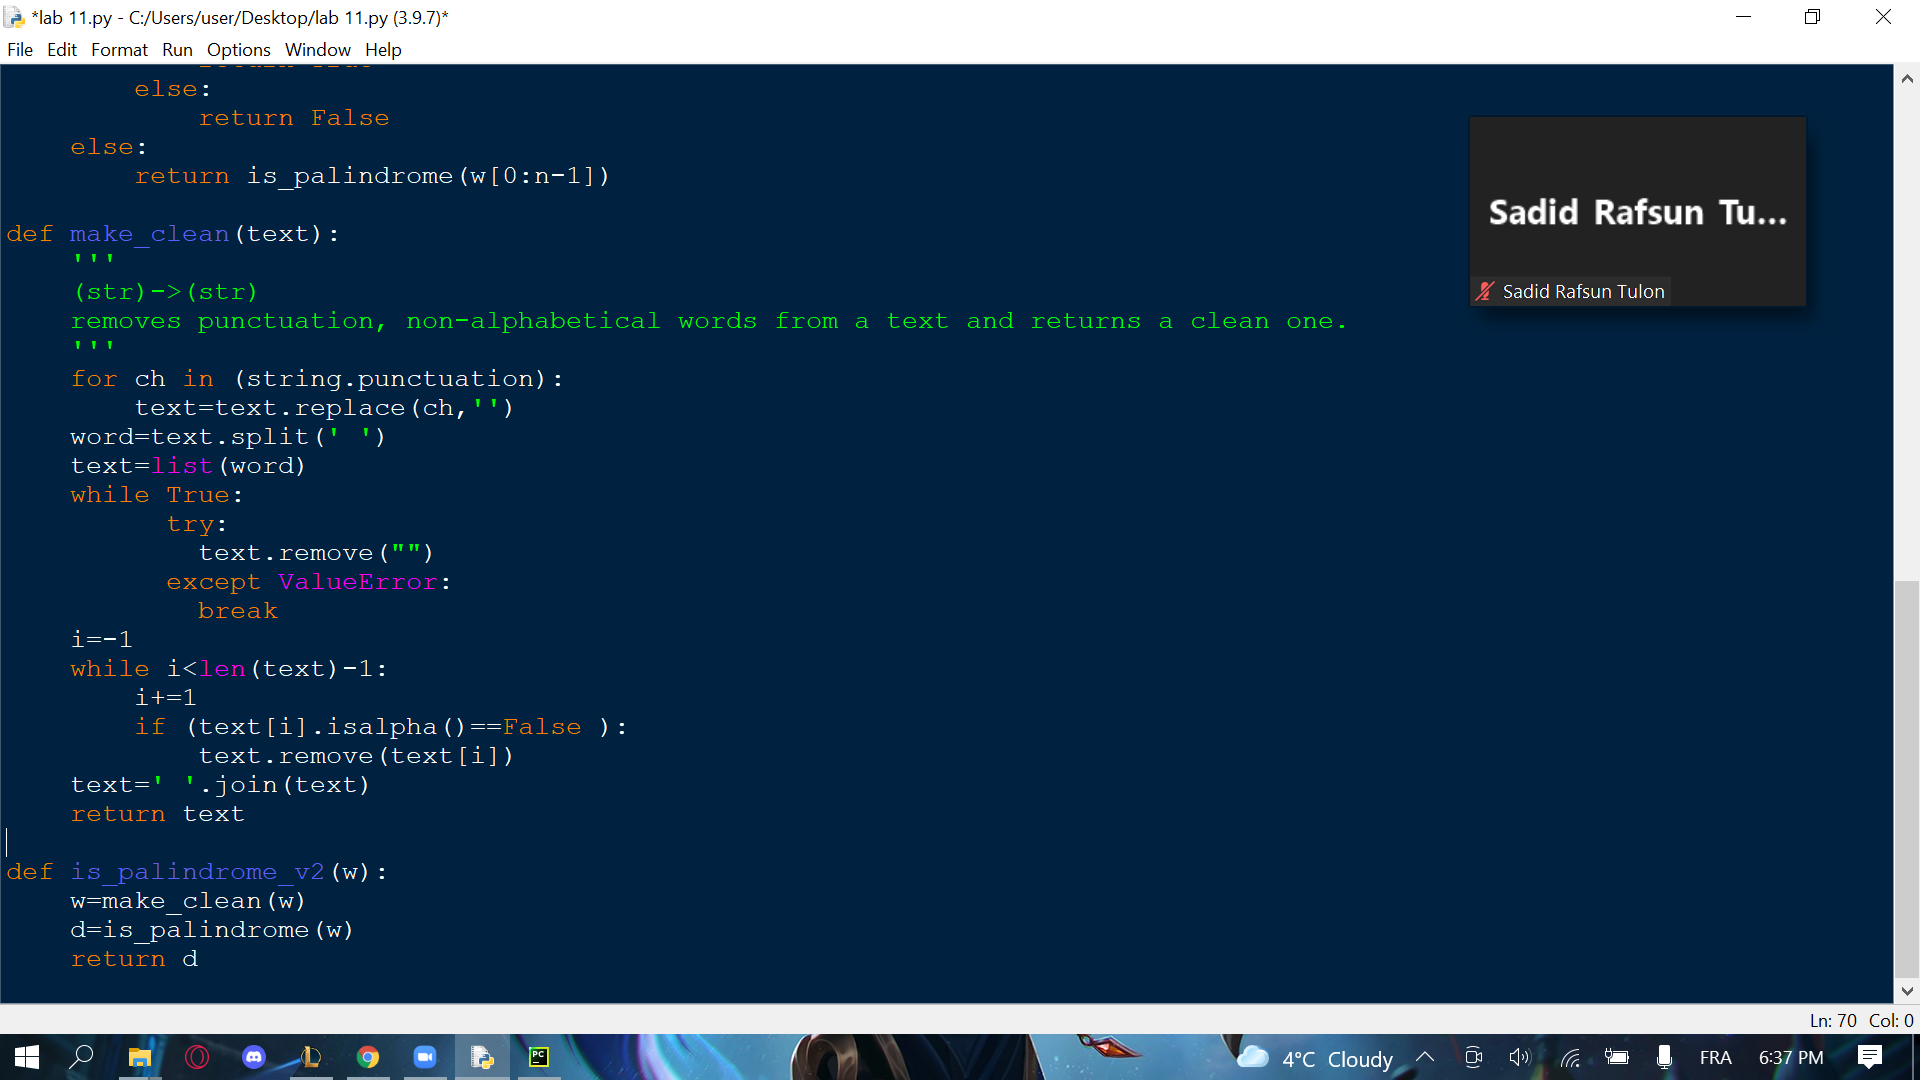 *lab 11.py - C:/Users/user/Desktop/lab 11.py (3.9.7)*
File Edit Format Run Options Window Help
        else:
            return False
    else:
        return is_palindrome(w[0:n-1])
def make_clean(text):
    '''
    (str)->(str)
    removes punctuation, non-alphabetical words from a text and returns a clean one.
    '''
    for ch in (string.punctuation):
        text=text.replace(ch,'')
    word=text.split(' ')
    text=list(word)
    while True:
          try:
            text.remove("")
          except ValueError:
            break
    i=-1
    while i<len(text)-1:
        i+=1
        if (text[i].isalpha()==False ):
            text.remove(text[i])
    text=' '.join(text)
    return text
def is_palindrome_v2(w):
    w=make_clean(w)
    d=is_palindrome(w)
    return d
Sadid Rafsun Tu...
Sadid Rafsun Tulon
Ln: 70 Col: 0
PC
4°C Cloudy
FRA
6:37 PM